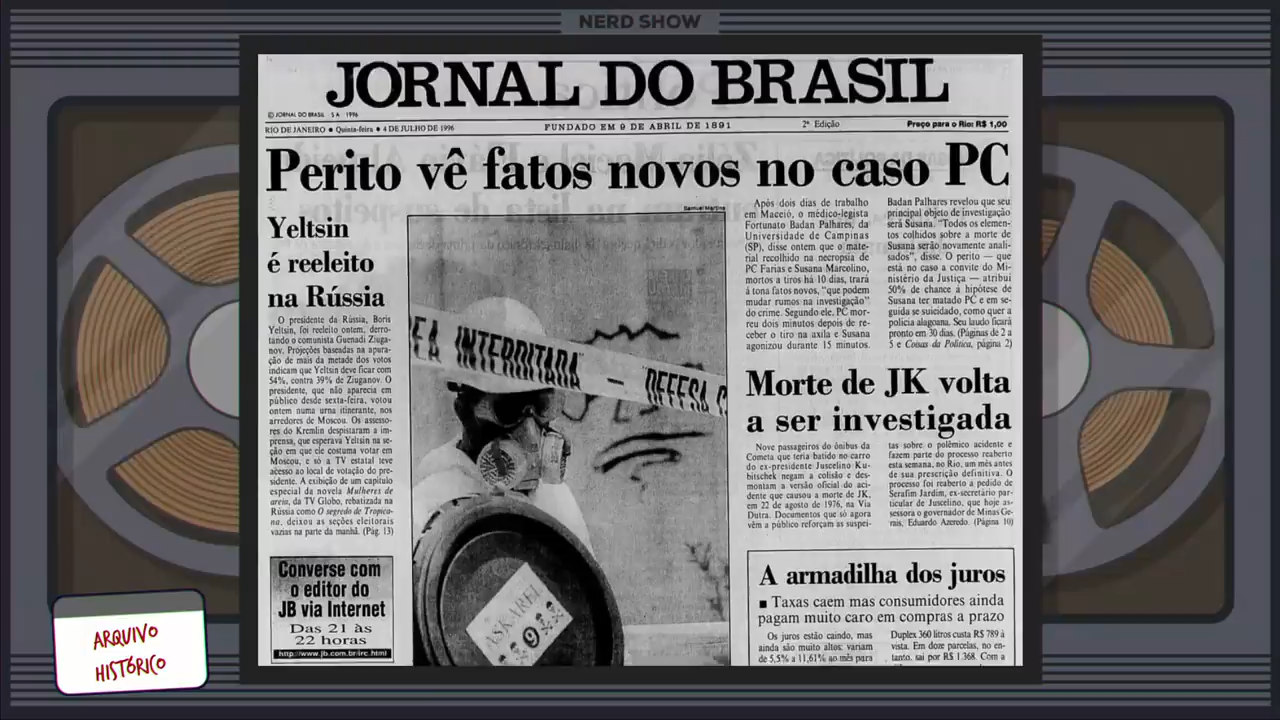 NERD SHOW
JORNAL DO BRASIL
© JORNAL DO BRASIL S A 1996
RIO DE JANEIRO • Quinta-feira • 4 DE JULHO DE 1996
FUNDADO EM 9 DE ABRIL DE 1891
2ª Edição
Preço para o Rio: R$ 1,00
Perito vê fatos novos no caso PC
Yeltsin
é reeleito
na Rússia
O presidente da Rússia, Boris
Yeltsin, foi reeleito ontem, derro-
tando o comunista Guenadi Ziuga-
nov. Projeções baseadas na apura-
ção de mais da metade dos votos
indicam que Yeltsin deve ficar com
54%, contra 39% de Ziuganov. O
presidente, que não aparecia em
público desde sexta-feira, votou
ontem numa urna itinerante, nos
arredores de Moscou. Os assesso-
res do Kremlin despistaram a im-
prensa, que esperava Yeltsin na se-
ção em que ele costuma votar em
Moscou, e só a TV estatal teve
acesso ao local de votação do pre-
sidente. A exibição de um capítulo
especial da novela Mulheres de
areia, da TV Globo, rebatizada na
Rússia como O segredo de Tropica-
na, deixou as seções eleitorais
vazias na parte da manhã. (Pág. 13)
Converse com
o editor do
JB via Internet
Das 21 às
22 horas
http://www.jb.com.br/irc.html
Samuel Martins
EA INTERDITADA – DEFESA C
ASKAREL
9
Após dois dias de trabalho
em Maceió, o médico-legista
Fortunato Badan Palhares, da
Universidade de Campinas
(SP), disse ontem que o mate-
rial recolhido na necropsia de
PC Farias e Susana Marcolino,
mortos a tiros há 10 dias, trará
à tona fatos novos, "que podem
mudar rumos na investigação"
do crime. Segundo ele, PC mor-
reu dois minutos depois de re-
ceber o tiro na axila e Susana
agonizou durante 15 minutos.
Badan Palhares revelou que seu
principal objeto de investigação
será Susana. "Todos os elemen-
tos colhidos sobre a morte de
Susana serão novamente anali-
sados", disse. O perito — que
está no caso a convite do Mi-
nistério da Justiça — atribui
50% de chance à hipótese de
Susana ter matado PC e em se-
guida se suicidado, como quer a
polícia alagoana. Seu laudo ficará
pronto em 30 dias. (Páginas de 2 a
5 e Coisas da Política, página 2)
Morte de JK volta
a ser investigada
Nove passageiros do ônibus da
Cometa que teria batido no carro
do ex-presidente Juscelino Ku-
bitschek negam a colisão e des-
montam a versão oficial do aci-
dente que causou a morte de JK,
em 22 de agosto de 1976, na Via
Dutra. Documentos que só agora
vêm a público reforçam as suspei-
tas sobre o polêmico acidente e
fazem parte do processo reaberto
esta semana, no Rio, um mês antes
de sua prescrição definitiva. O
processo foi reaberto a pedido de
Serafim Jardim, ex-secretário par-
ticular de Juscelino, que hoje as-
sessora o governador de Minas Ge-
rais, Eduardo Azeredo. (Página 10)
A armadilha dos juros
■ Taxas caem mas consumidores ainda
pagam muito caro em compras a prazo
Os juros estão caindo, mas
ainda são muito altos: variam
de 5,5% a 11,61% ao mês para
Duplex 360 litros custa R$ 789 à
vista. Em doze parcelas, no en-
tanto, sai por R$ 1.368. Com a
ARQUIVO
HISTÓRICO